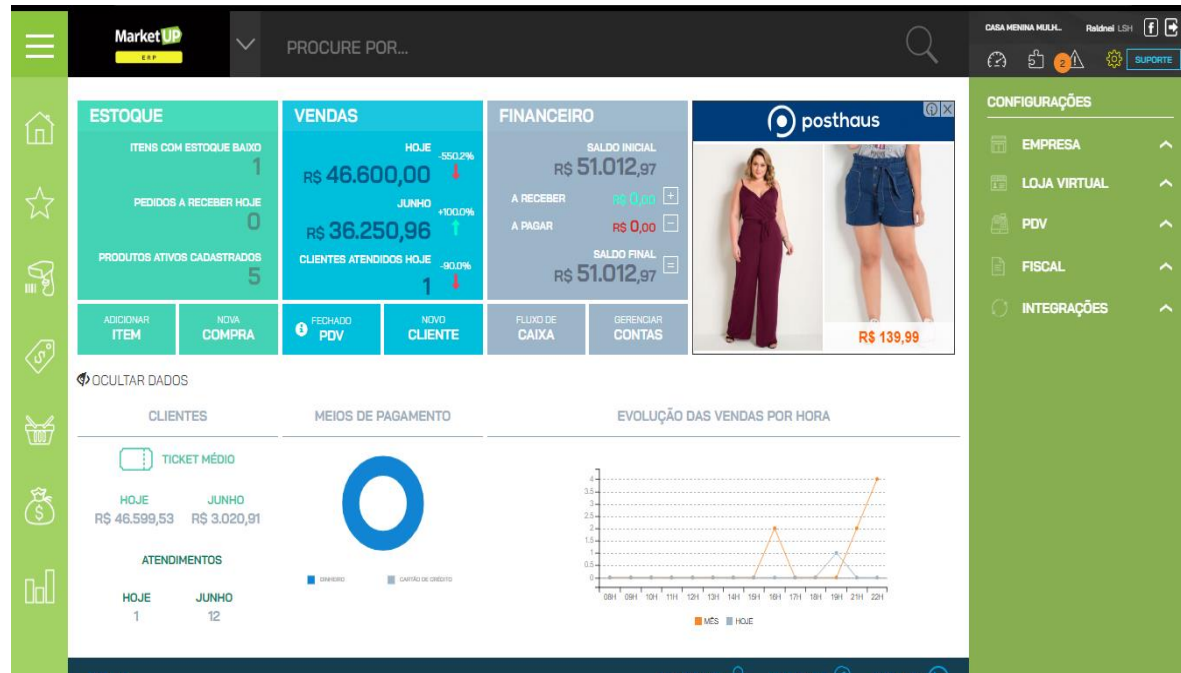 MarketUP
ERP
PROCURE POR...
CASA MENINA MULH...
Raldnei LSH
2
SUPORTE
ESTOQUE
ITENS COM ESTOQUE BAIXO
1
PEDIDOS A RECEBER HOJE
0
PRODUTOS ATIVOS CADASTRADOS
5
ADICIONAR
ITEM
NOVA
COMPRA
VENDAS
HOJE
-550.2%
R$ 46.600,00
JUNHO
+100.0%
R$ 36.250,96
CLIENTES ATENDIDOS HOJE
-90.0%
1
FECHADO
PDV
NOVO
CLIENTE
FINANCEIRO
SALDO INICIAL
R$ 51.012,97
A RECEBER R$ 0,00
A PAGAR R$ 0,00
SALDO FINAL
R$ 51.012,97
FLUXO DE
CAIXA
GERENCIAR
CONTAS
posthaus
R$ 139,99
CONFIGURAÇÕES
EMPRESA
LOJA VIRTUAL
PDV
FISCAL
INTEGRAÇÕES
OCULTAR DADOS
CLIENTES
TICKET MÉDIO
HOJE JUNHO
R$ 46.599,53 R$ 3.020,91
ATENDIMENTOS
HOJE JUNHO
1 12
MEIOS DE PAGAMENTO
DINHEIRO CARTÃO DE CRÉDITO
EVOLUÇÃO DAS VENDAS POR HORA
4
3.5
3
2.5
2
1.5
1
0.5
0
08H 09H 10H 11H 12H 13H 14H 15H 16H 17H 18H 19H 21H 22H
MÊS HOJE